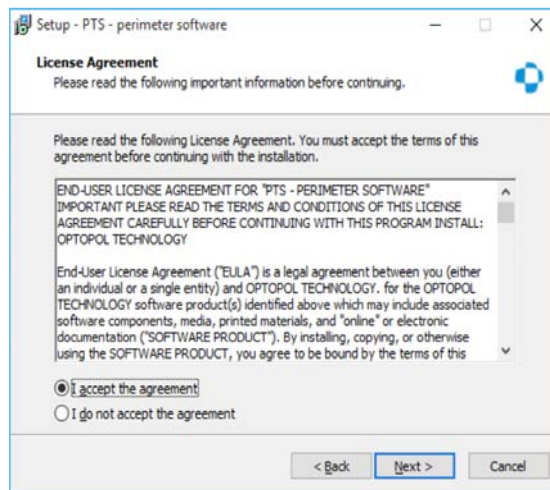 Setup - PTS - perimeter software
License Agreement
Please read the following important information before continuing.
Please read the following License Agreement. You must accept the terms of this
agreement before continuing with the installation.
END-USER LICENSE AGREEMENT FOR "PTS - PERIMETER SOFTWARE"
IMPORTANT PLEASE READ THE TERMS AND CONDITIONS OF THIS LICENSE
AGREEMENT CAREFULLY BEFORE CONTINUING WITH THIS PROGRAM INSTALL:
OPTOPOL TECHNOLOGY
End-User License Agreement ("EULA") is a legal agreement between you (either
an individual or a single entity) and OPTOPOL TECHNOLOGY. for the OPTOPOL
TECHNOLOGY software product(s) identified above which may include associated
software components, media, printed materials, and "online" or electronic
documentation ("SOFTWARE PRODUCT"). By installing, copying, or otherwise
using the SOFTWARE PRODUCT, you agree to be bound by the terms of this
I accept the agreement
I do not accept the agreement
< Back
Next >
Cancel